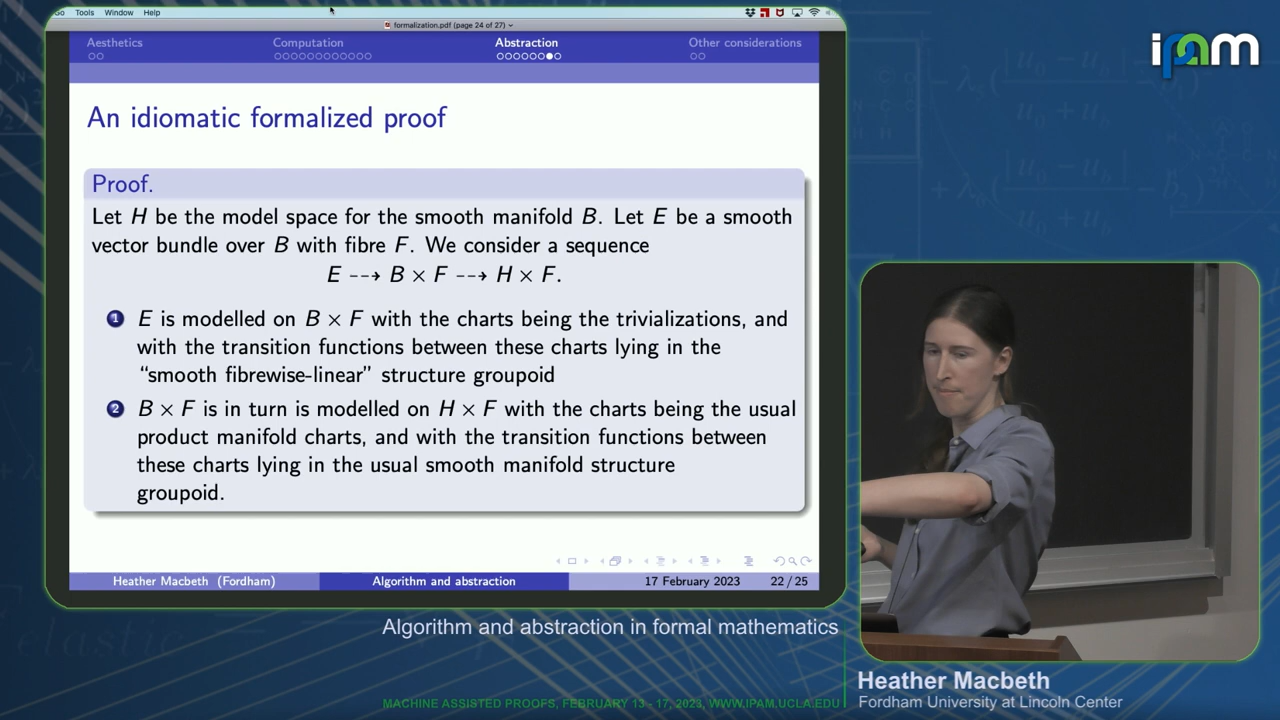 Go Tools Window Help
formalization.pdf (page 24 of 27)
Aesthetics Computation Abstraction Other considerations
An idiomatic formalized proof
Proof.
Let H be the model space for the smooth manifold B. Let E be a smooth
vector bundle over B with fibre F. We consider a sequence
E ⇢ B × F ⇢ H × F.
1 E is modelled on B × F with the charts being the trivializations, and
with the transition functions between these charts lying in the
“smooth fibrewise-linear” structure groupoid
2 B × F is in turn is modelled on H × F with the charts being the usual
product manifold charts, and with the transition functions between
these charts lying in the usual smooth manifold structure
groupoid.
Heather Macbeth (Fordham) Algorithm and abstraction 17 February 2023 22 / 25
ipam
Algorithm and abstraction in formal mathematics
Heather Macbeth
Fordham University at Lincoln Center
MACHINE ASSISTED PROOFS, FEBRUARY 13 - 17, 2023, WWW.IPAM.UCLA.EDU
elastic